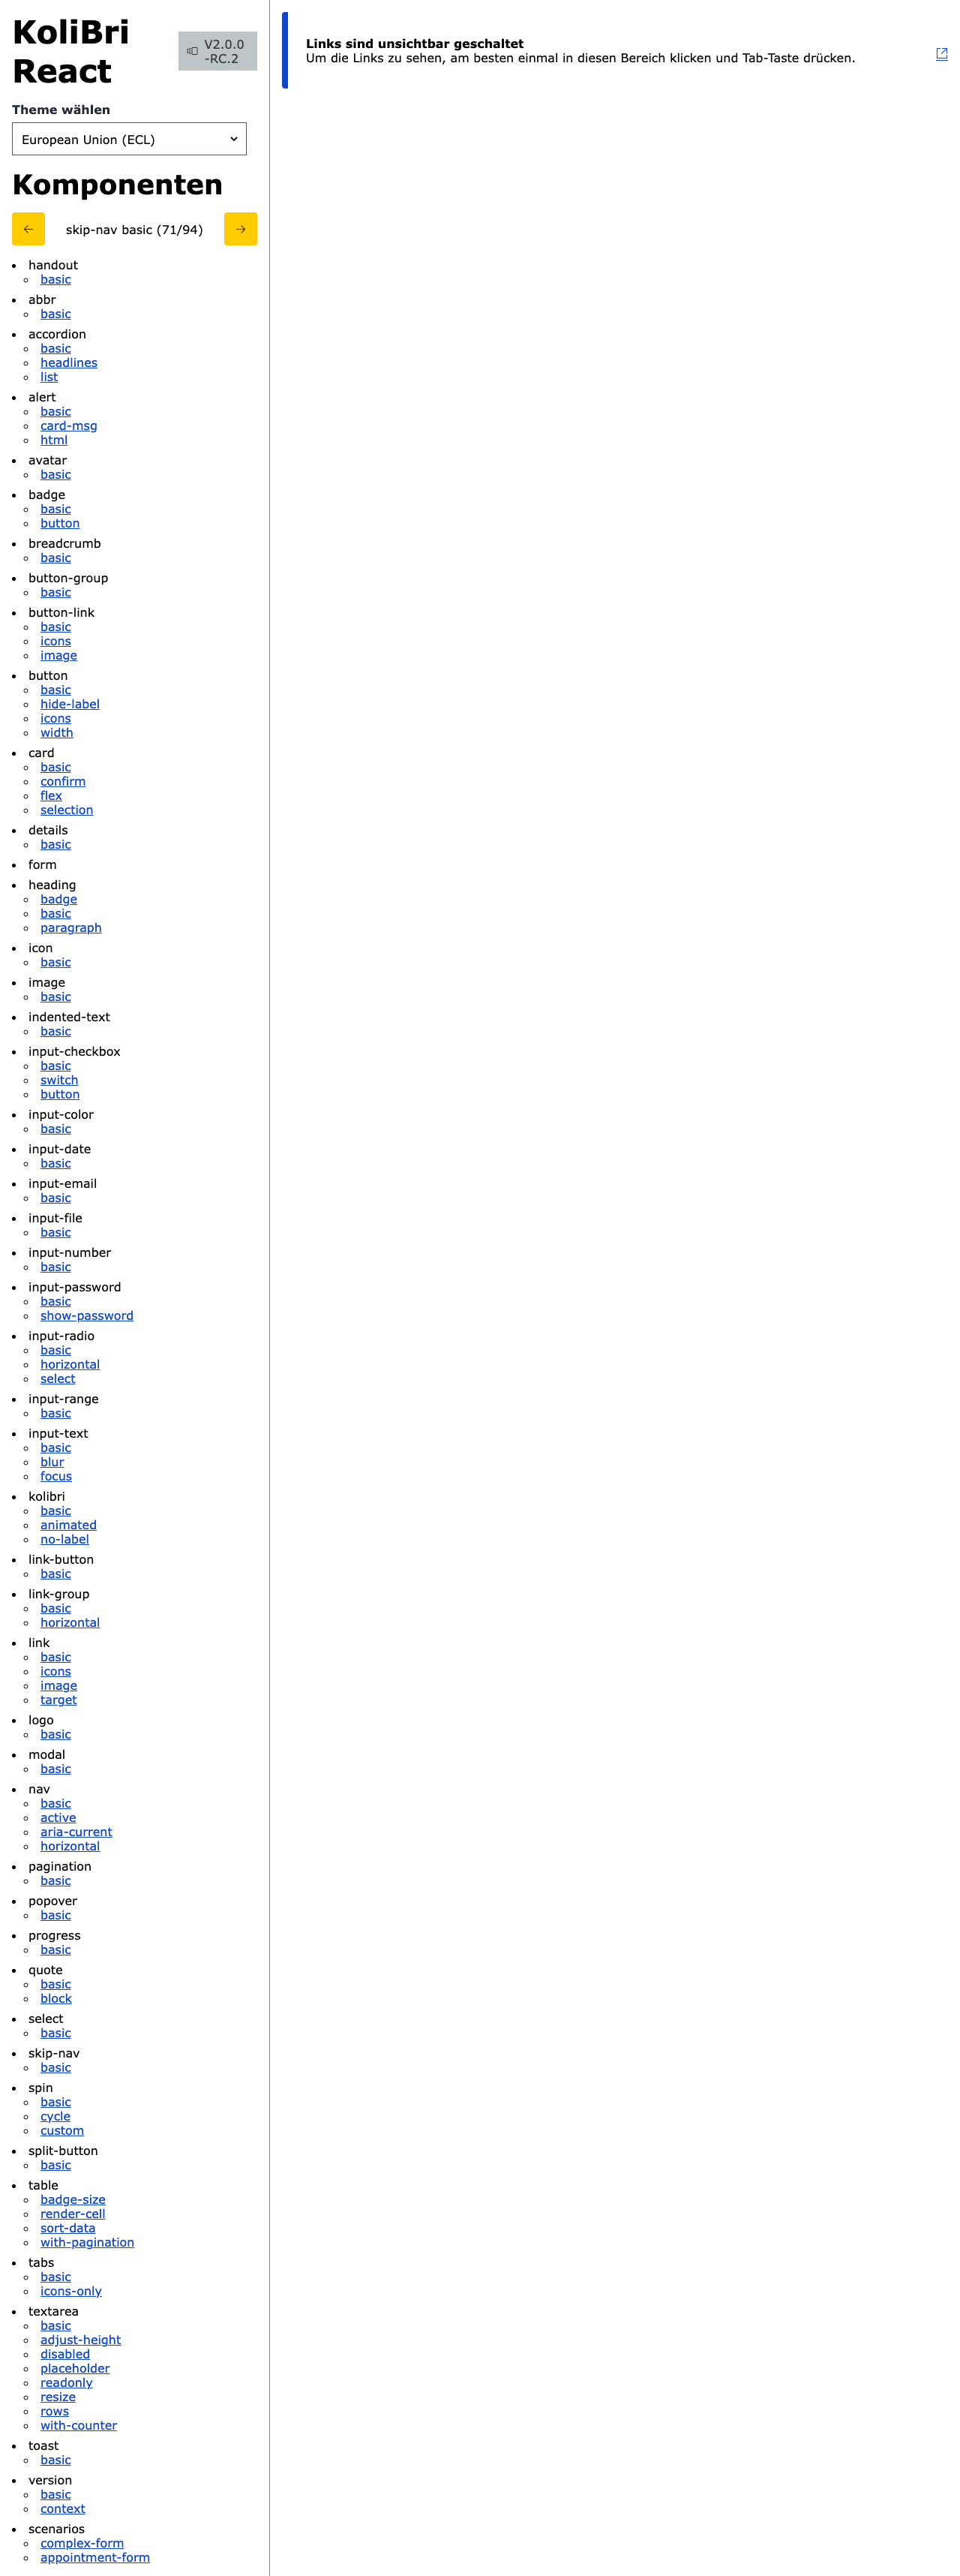 KoliBri
React
V2.0.0
-RC.2
Theme wählen
European Union (ECL)
Komponenten
skip-nav basic (71/94)
handout
basic
abbr
basic
accordion
basic
headlines
list
alert
basic
card-msg
html
avatar
basic
badge
basic
button
breadcrumb
basic
button-group
basic
button-link
basic
icons
image
button
basic
hide-label
icons
width
card
basic
confirm
flex
selection
details
basic
form
heading
badge
basic
paragraph
icon
basic
image
basic
indented-text
basic
input-checkbox
basic
switch
button
input-color
basic
input-date
basic
input-email
basic
input-file
basic
input-number
basic
input-password
basic
show-password
input-radio
basic
horizontal
select
input-range
basic
input-text
basic
blur
focus
kolibri
basic
animated
no-label
link-button
basic
link-group
basic
horizontal
link
basic
icons
image
target
logo
basic
modal
basic
nav
basic
active
aria-current
horizontal
pagination
basic
popover
basic
progress
basic
quote
basic
block
select
basic
skip-nav
basic
spin
basic
cycle
custom
split-button
basic
table
badge-size
render-cell
sort-data
with-pagination
tabs
basic
icons-only
textarea
basic
adjust-height
disabled
placeholder
readonly
resize
rows
with-counter
toast
basic
version
basic
context
scenarios
complex-form
appointment-form
Links sind unsichtbar geschaltet
Um die Links zu sehen, am besten einmal in diesen Bereich klicken und Tab-Taste drücken.